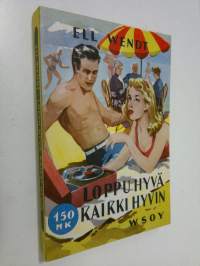 ELL WENDT
LOPPU HYVÄ
KAIKKI HYVIN
150
MK
WSOY